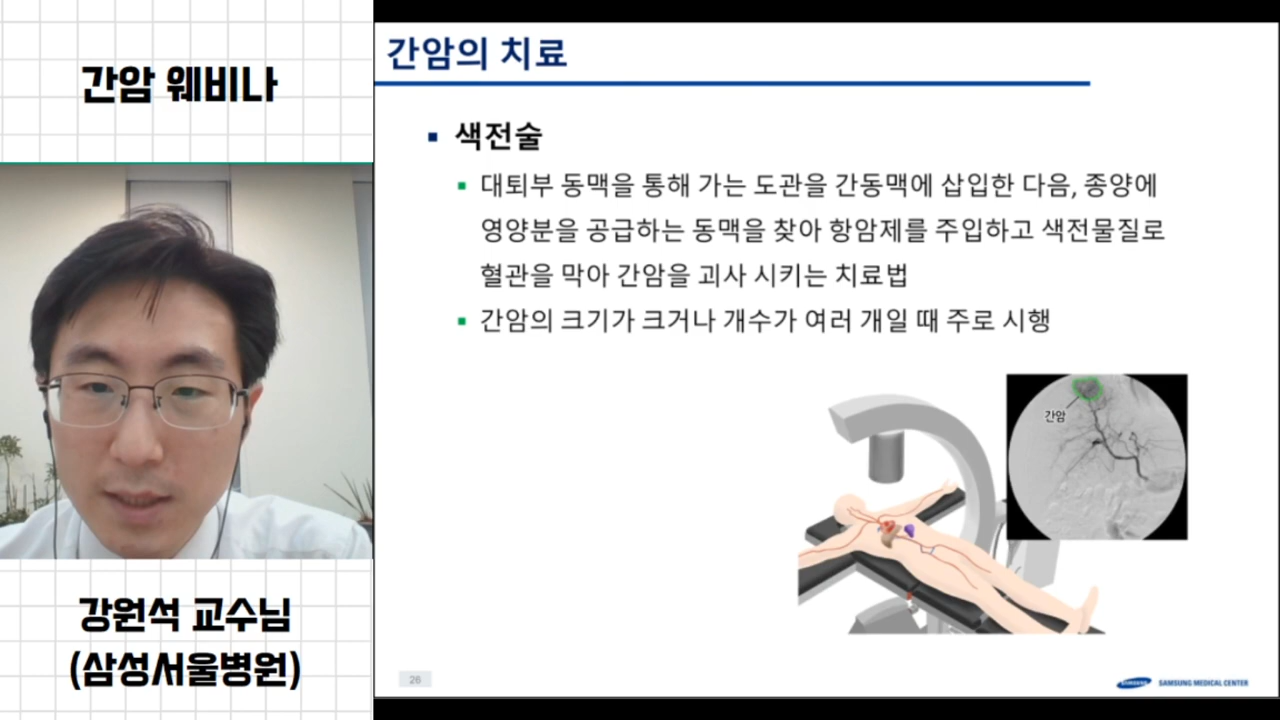 간암 웨비나
강원석 교수님
(삼성서울병원)
간암의 치료
색전술
대퇴부 동맥을 통해 가는 도관을 간동맥에 삽입한 다음, 종양에
영양분을 공급하는 동맥을 찾아 항암제를 주입하고 색전물질로
혈관을 막아 간암을 괴사 시키는 치료법
간암의 크기가 크거나 개수가 여러 개일 때 주로 시행
간암
26
SAMSUNG SAMSUNG MEDICAL CENTER